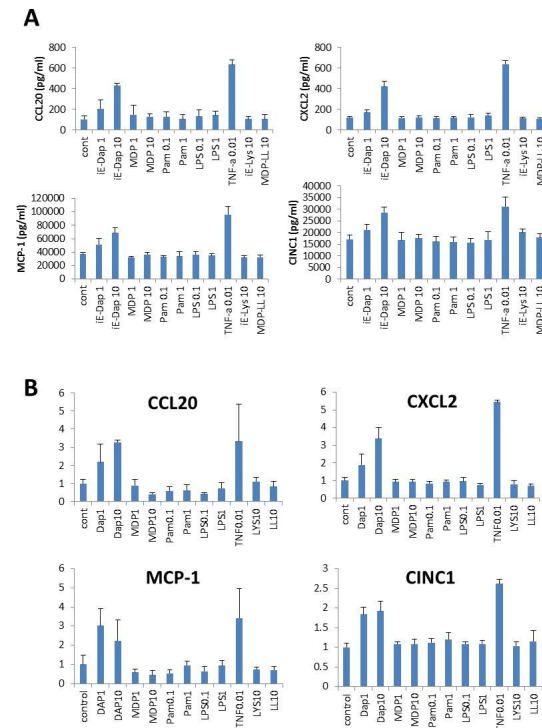 A
CCL20 (pg/ml)
800
600
400
200
0
cont
iE-Dap 1
iE-Dap 10
MDP 1
MDP 10
Pam 0.1
Pam 1
LPS 0.1
LPS 1
TNF-a 0.01
iE-Lys 10
MDP-LL 10
CXCL2 (pg/ml)
800
600
400
200
0
cont
iE-Dap 1
iE-Dap 10
MDP 1
MDP 10
Pam 0.1
Pam 1
LPS 0.1
LPS 1
TNF-a 0.01
iE-Lys 10
MDP-LL 10
MCP-1 (pg/ml)
120000
100000
80000
60000
40000
20000
0
cont
iE-Dap 1
iE-Dap 10
MDP 1
MDP 10
Pam 0.1
Pam 1
LPS 0.1
LPS 1
TNF-a 0.01
iE-Lys 10
MDP-LL 10
CINC1 (pg/ml)
40000
35000
30000
25000
20000
15000
10000
5000
0
cont
iE-Dap 1
iE-Dap 10
MDP 1
MDP 10
Pam 0.1
Pam 1
LPS 0.1
LPS 1
TNF-a 0.01
iE-Lys 10
MDP-LL 10
B
CCL20
6
5
4
3
2
1
0
cont
Dap1
Dap10
MDP1
MDP10
Pam0.1
Pam1
LPS0.1
LPS1
TNF0.01
LYS10
LL10
CXCL2
6
5
4
3
2
1
0
cont
Dap1
Dap10
MDP1
MDP10
Pam0.1
Pam1
LPS0.1
LPS1
TNF0.01
LYS10
LL10
MCP-1
6
5
4
3
2
1
0
control
DAP1
DAP10
MDP1
MDP10
Pam0.1
Pam1
LPS0.1
LPS1
TNF0.01
LYS10
LL10
CINC1
3
2.5
2
1.5
1
0.5
0
control
Dap1
Dap10
MDP1
MDP10
Pam0.1
Pam1
LPS0.1
LPS1
TNF0.01
LYS10
LL10